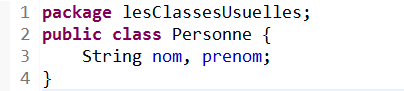 1 package lesClassesUsuelles;
2 public class Personne {
3     String nom, prenom;
4 }